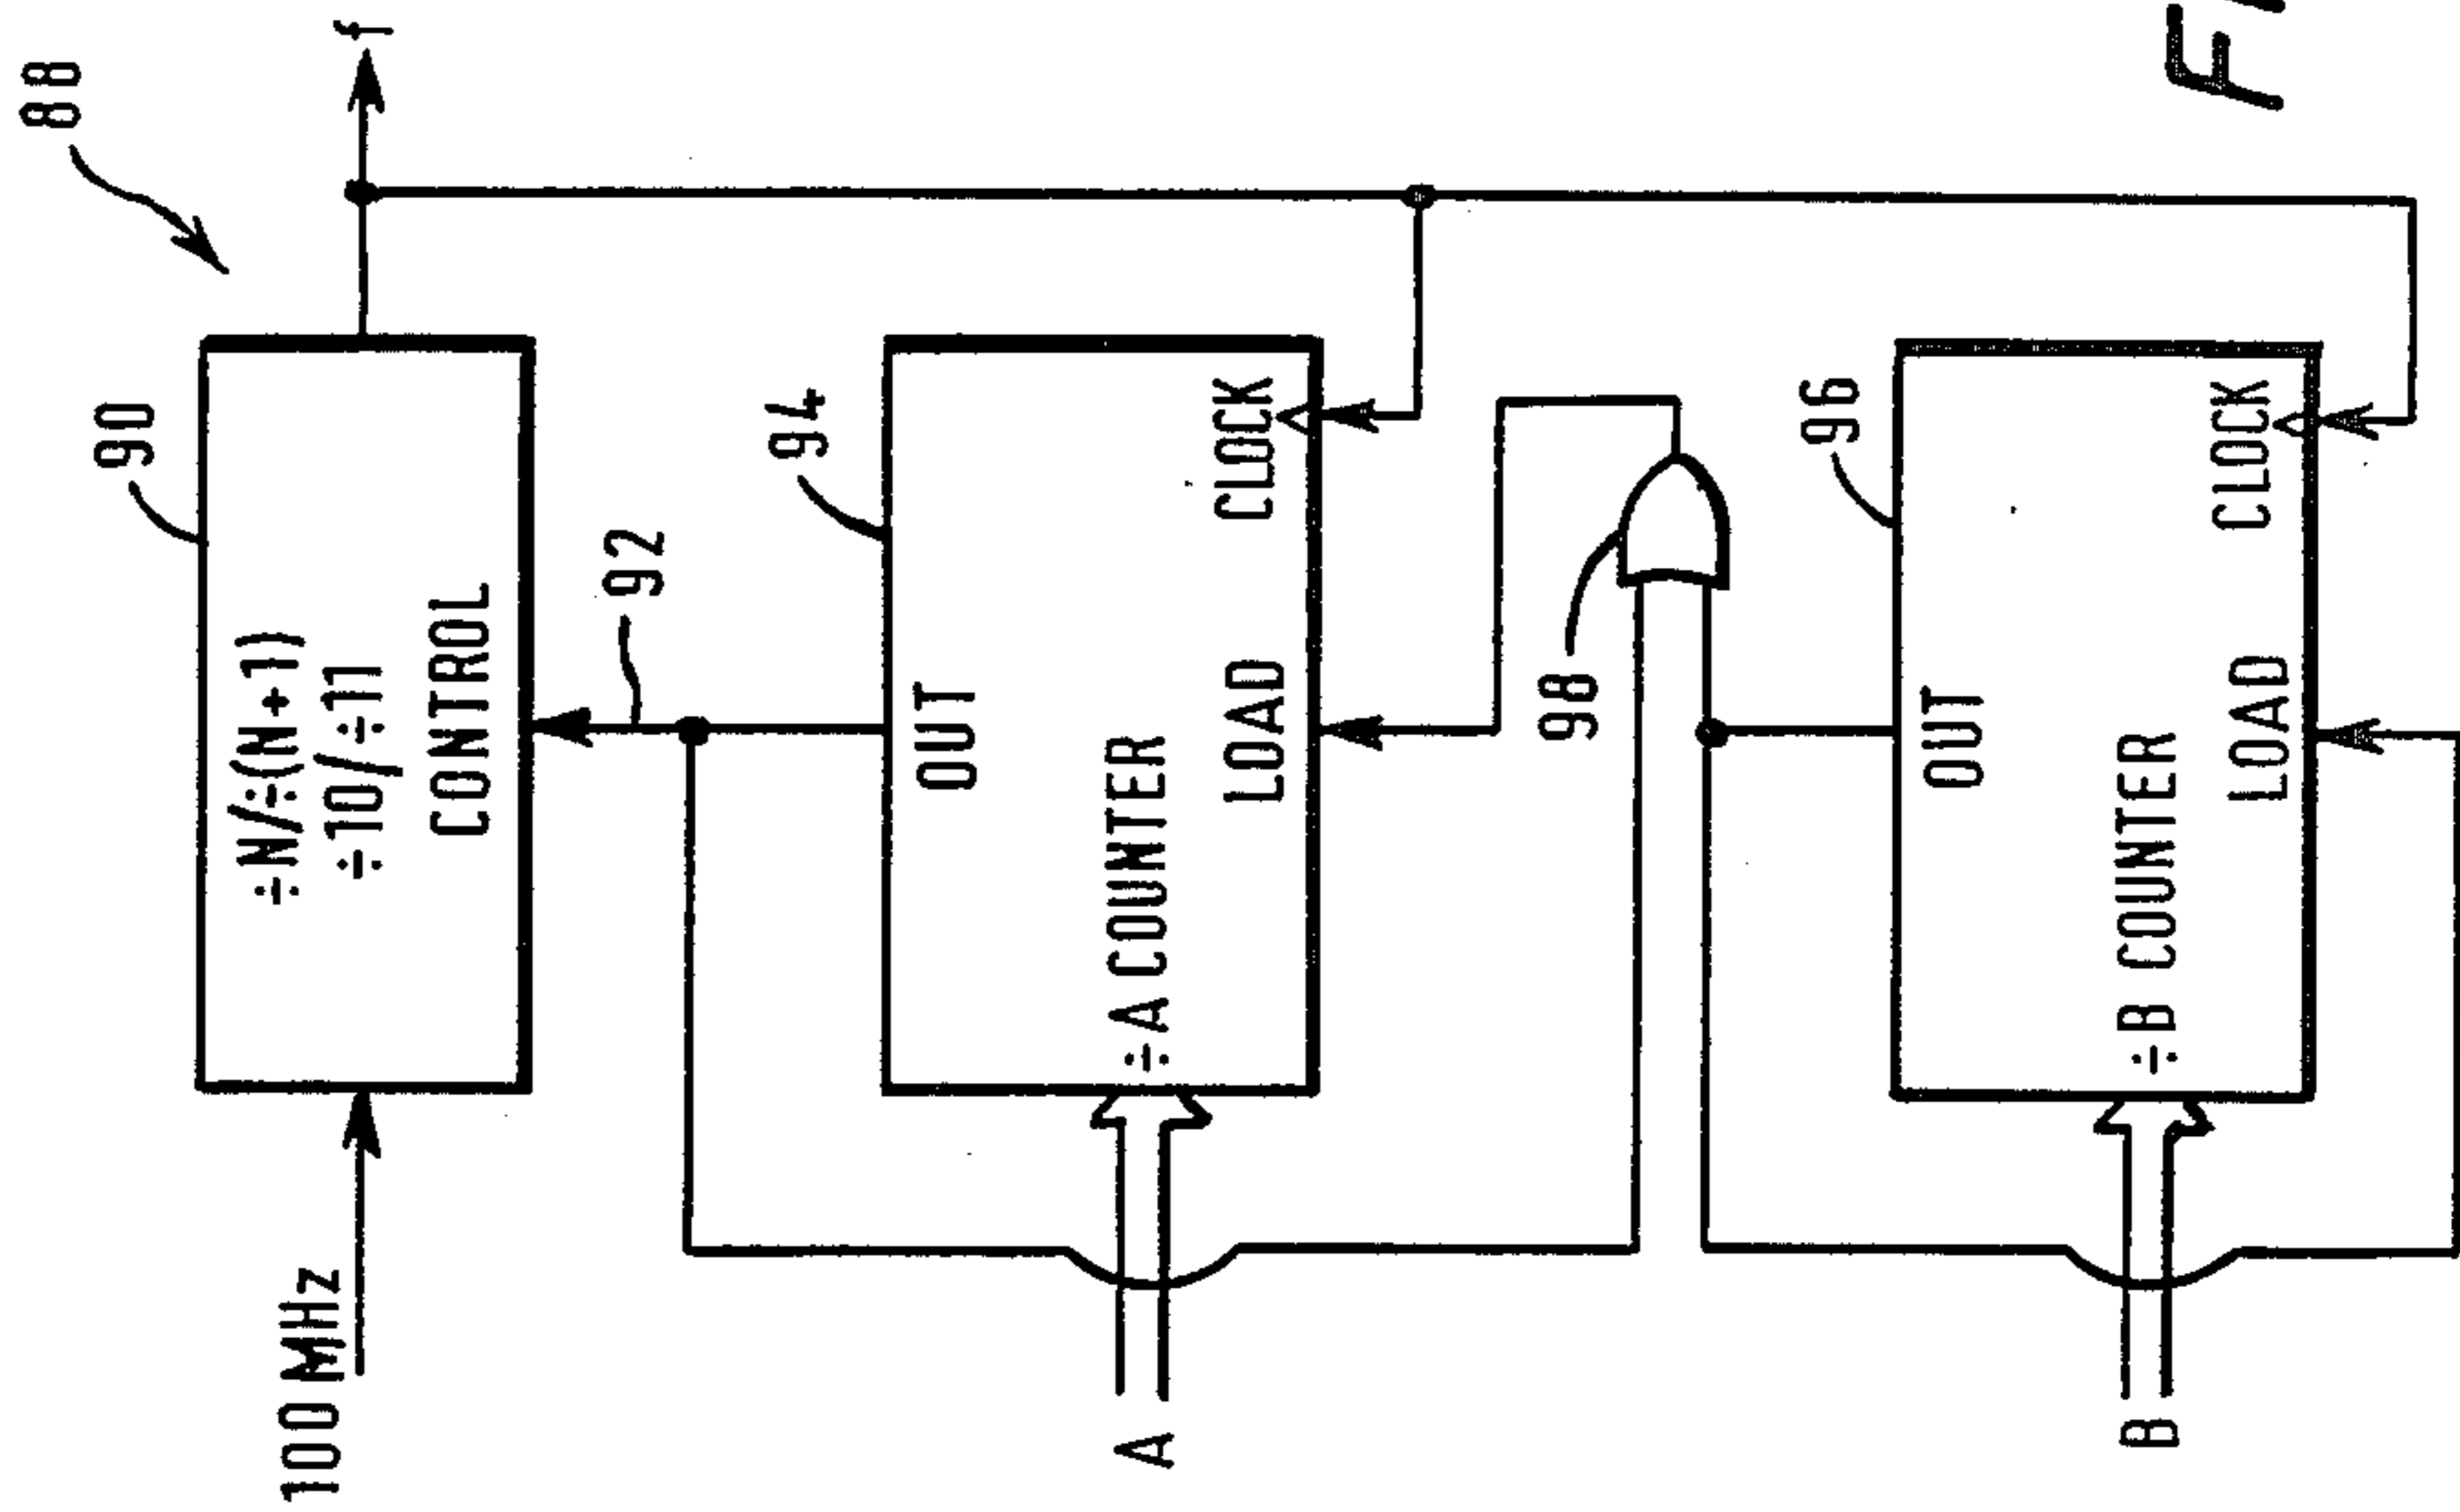 88
90
100 MHz
÷N/÷(N+1)
÷10/÷11
CONTROL
f
92
94
OUT
A
÷A COUNTER
LOAD
CLOCK
98
96
OUT
B
÷B COUNTER
LOAD
CLOCK